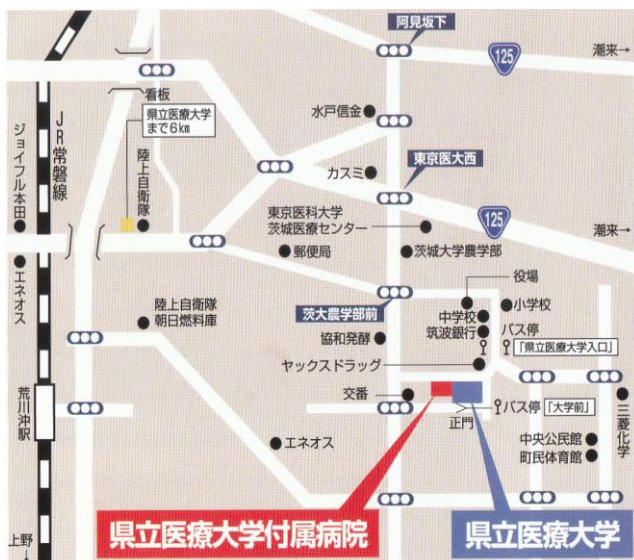 阿見坂下
125
潮来→
看板
県立医療大学
まで6km
水戸信金
JR常磐線
ジョイフル本田
陸上自衛隊
カスミ
東京医大西
東京医科大学
茨城医療センター
125
潮来→
郵便局
茨城大学農学部
エネオス
役場
陸上自衛隊
朝日燃料庫
茨大農学部前
小学校
中学校
筑波銀行
バス停
「県立医療大学入口」
協和発酵
ヤックスドラッグ
荒川沖駅
交番
正門
バス停
「大学前」
三菱化学
エネオス
中央公民館
町民体育館
県立医療大学付属病院
県立医療大学
上野
↓